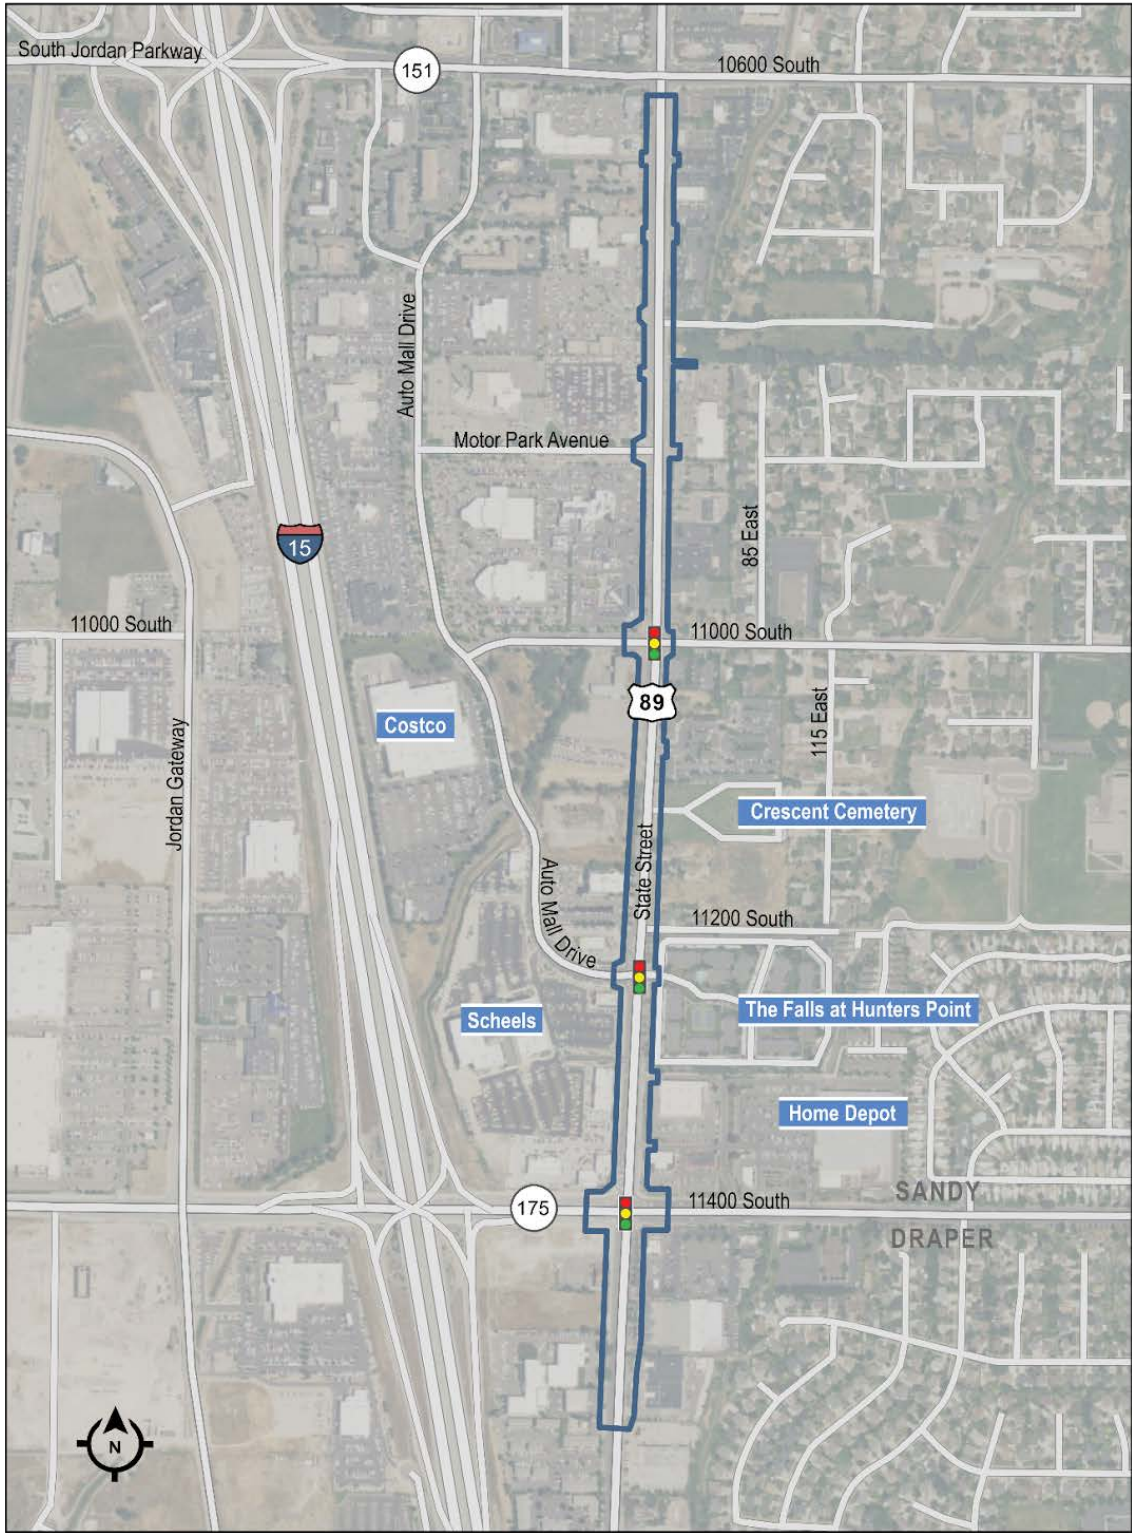 South Jordan Parkway
151
10600 South
Auto Mall Drive
Motor Park Avenue
15
85 East
11000 South
11000 South
89
Costco
115 East
Jordan Gateway
Crescent Cemetery
State Street
Auto Mall Drive
11200 South
Scheels
The Falls at Hunters Point
Home Depot
SANDY
175
11400 South
DRAPER
N